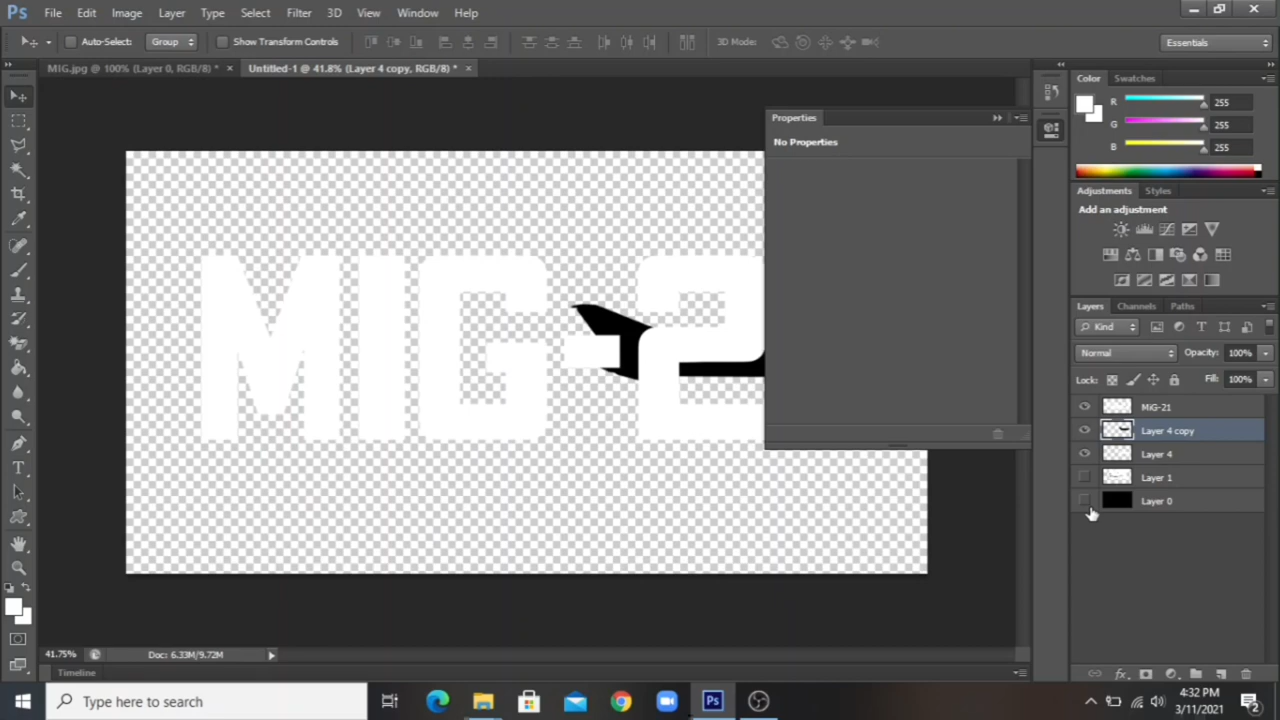 Ps File Edit Image Layer Type Select Filter 3D View Window Help
Auto-Select: Group Show Transform Controls 3D Mode: Essentials
MIG.jpg @ 100% (Layer 0, RGB/8) * × Untitled-1 @ 41.8% (Layer 4 copy, RGB/8) * ×
Color Swatches
R 255
G 255
B 255
Properties
No Properties
Adjustments Styles
Add an adjustment
Layers Channels Paths
Kind
Normal Opacity: 100%
Lock: Fill: 100%
MiG-21
Layer 4 copy
Layer 4
Layer 1
Layer 0
MIG-2
41.75% Doc: 6.33M/9.72M
Timeline
Type here to search
Ps
4:32 PM
3/11/2021
2